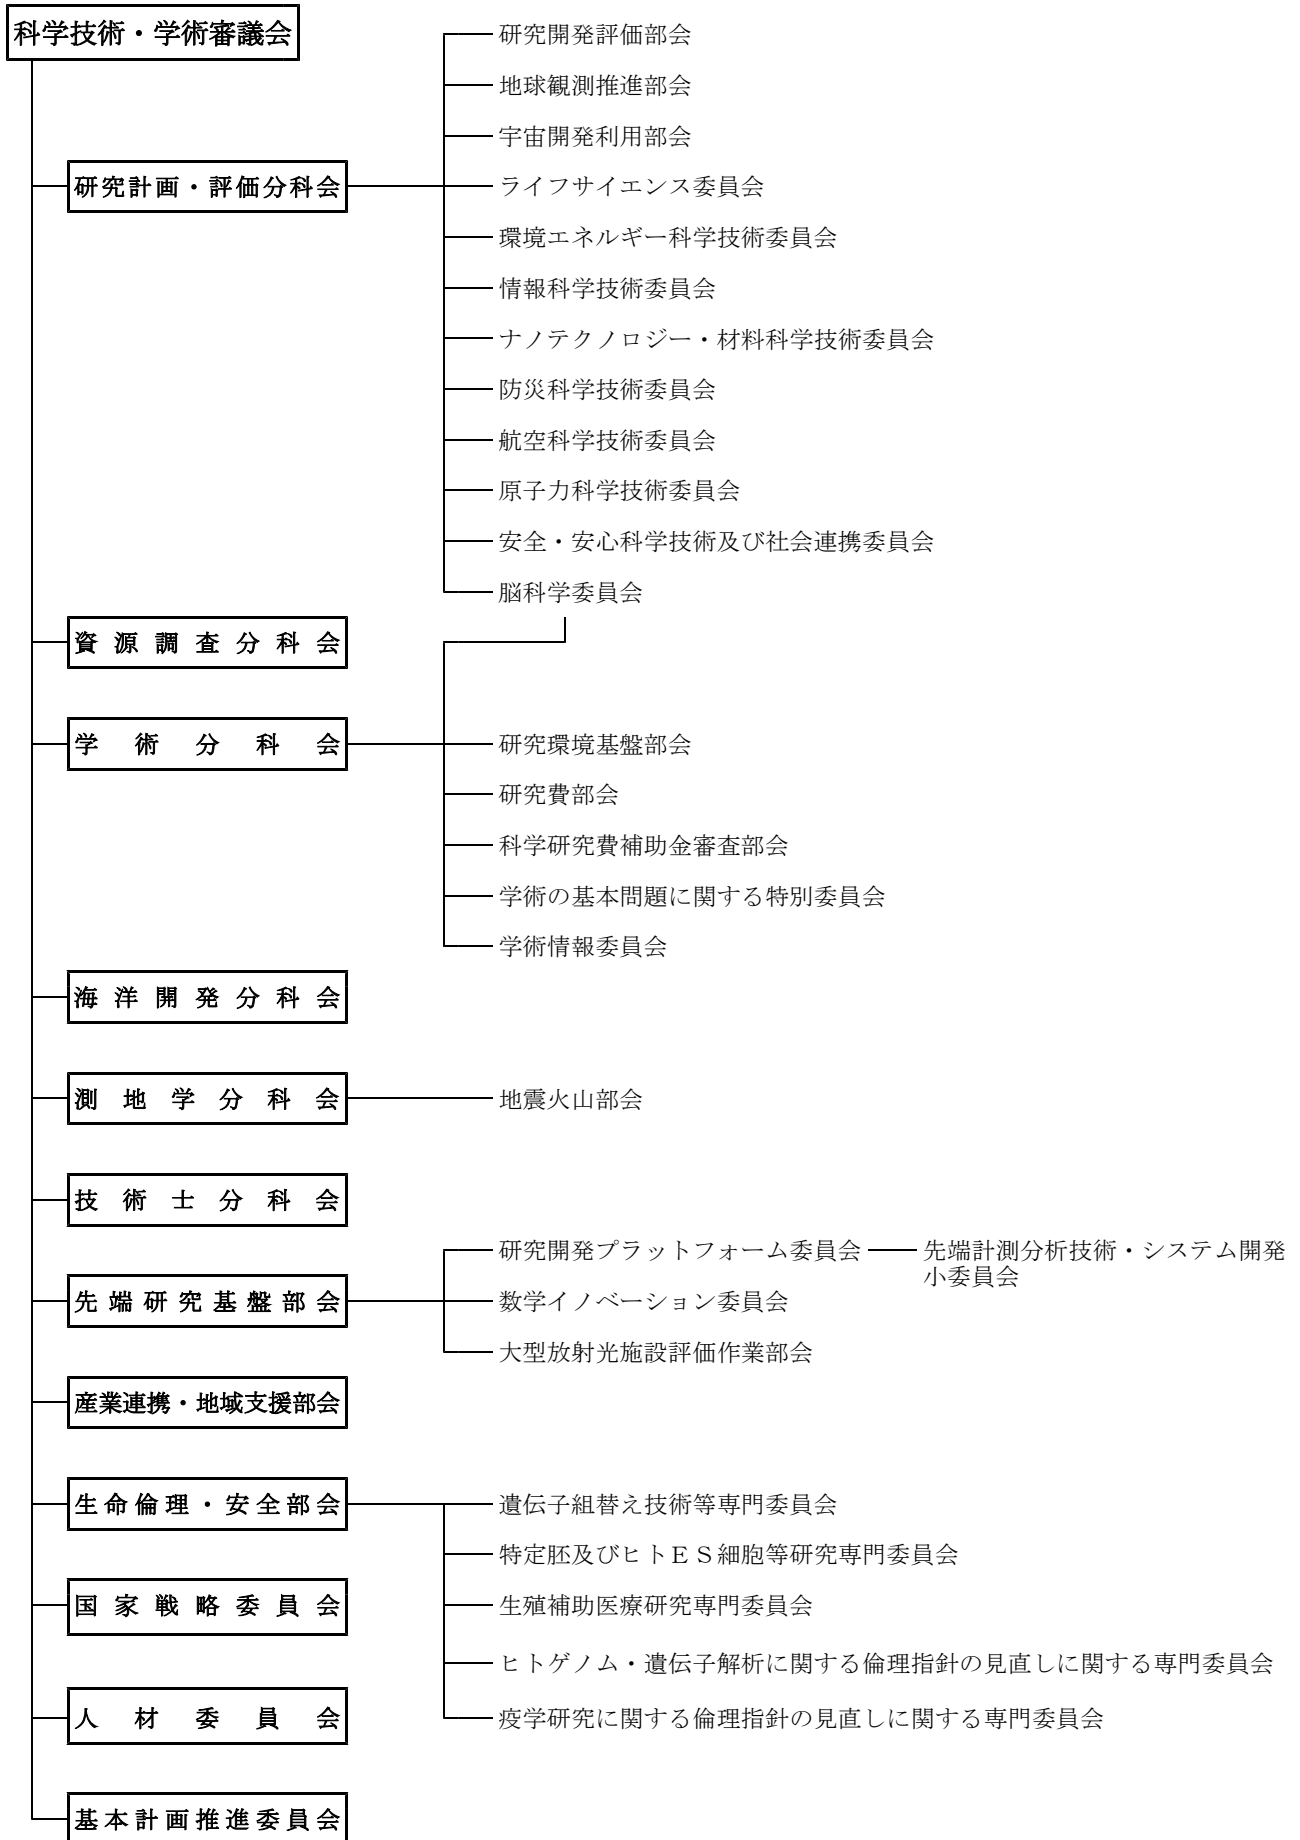 科学技術・学術審議会
研究開発評価部会
地球観測推進部会
宇宙開発利用部会
研究計画・評価分科会
ライフサイエンス委員会
環境エネルギー科学技術委員会
情報科学技術委員会
ナノテクノロジー・材料科学技術委員会
防災科学技術委員会
航空科学技術委員会
原子力科学技術委員会
安全・安心科学技術及び社会連携委員会
脳科学委員会
資源調査分科会
学術分科会
研究環境基盤部会
研究費部会
科学研究費補助金審査部会
学術の基本問題に関する特別委員会
学術情報委員会
海洋開発分科会
測地学分科会
地震火山部会
技術士分科会
先端研究基盤部会
研究開発プラットフォーム委員会
先端計測分析技術・システム開発
小委員会
数学イノベーション委員会
大型放射光施設評価作業部会
産業連携・地域支援部会
生命倫理・安全部会
遺伝子組替え技術等専門委員会
特定胚及びヒトＥＳ細胞等研究専門委員会
国家戦略委員会
生殖補助医療研究専門委員会
ヒトゲノム・遺伝子解析に関する倫理指針の見直しに関する専門委員会
人材委員会
疫学研究に関する倫理指針の見直しに関する専門委員会
基本計画推進委員会